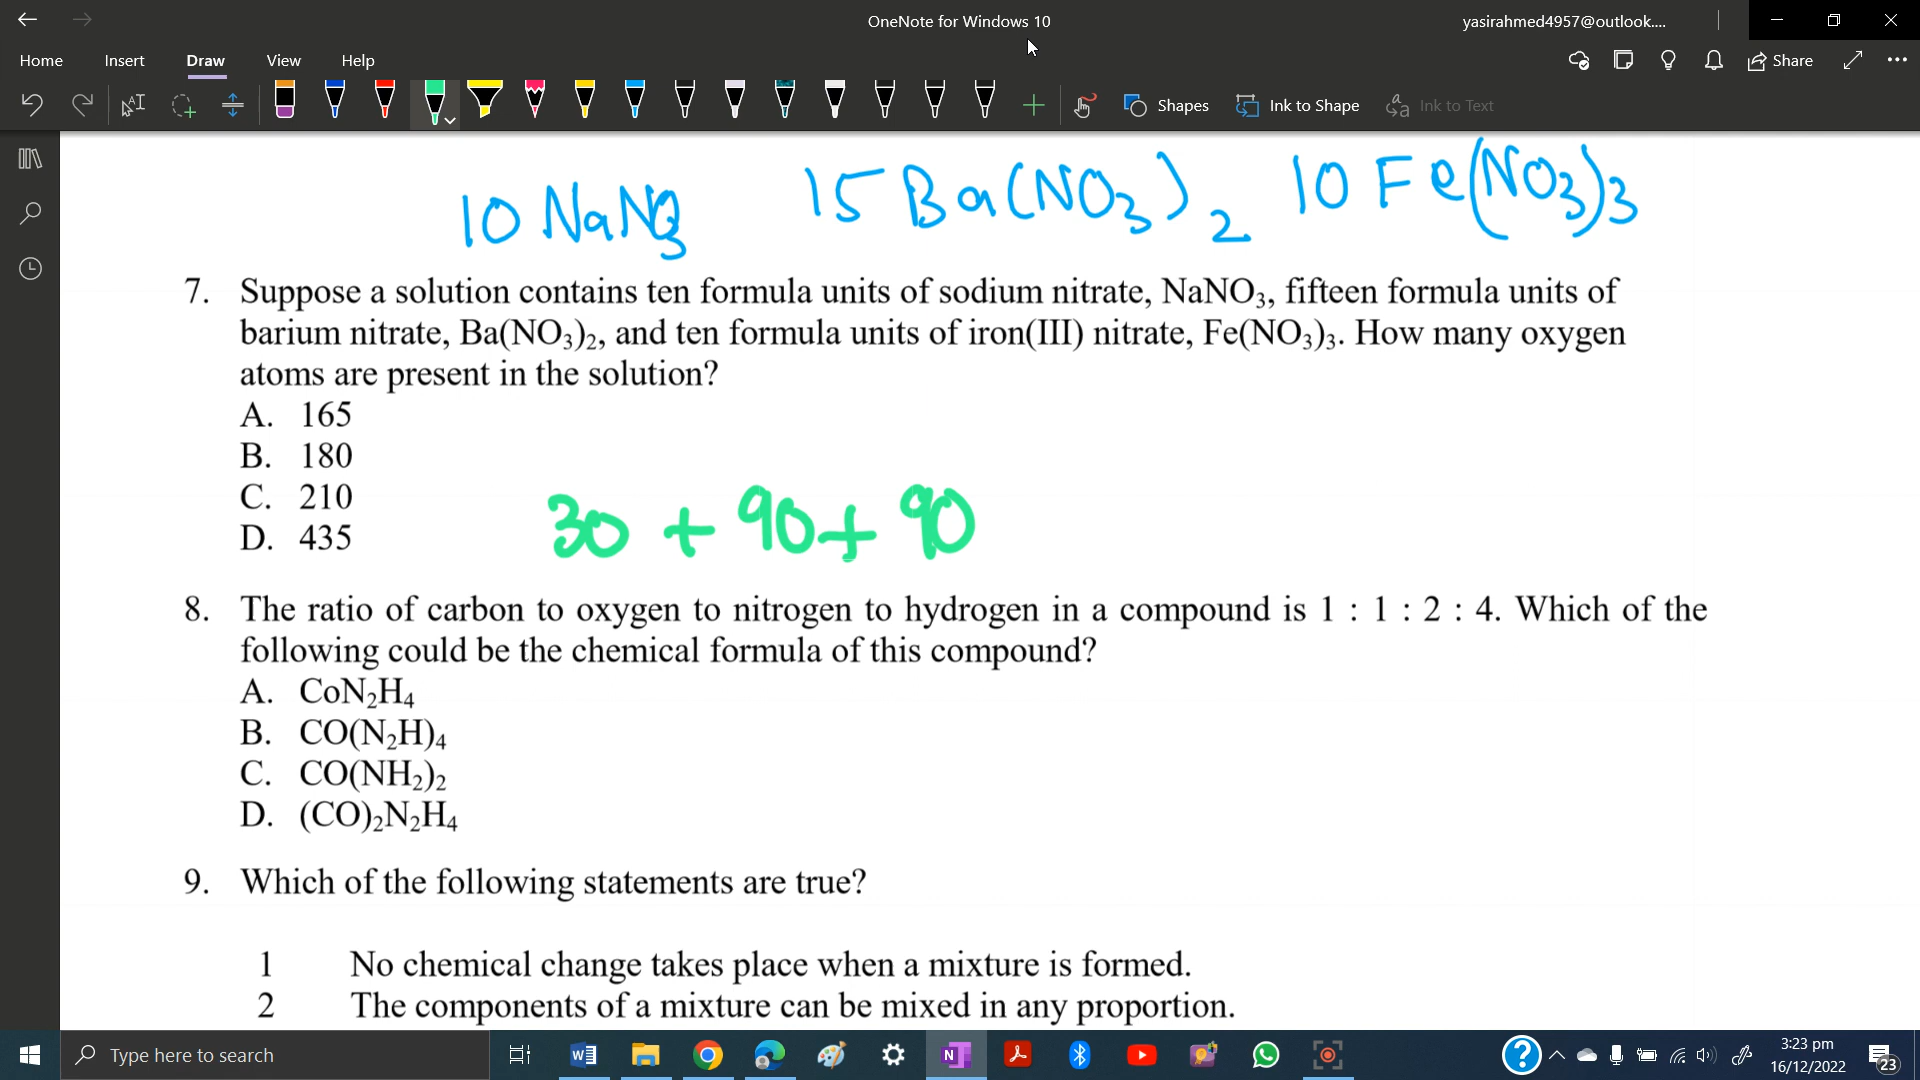 OneNote for Windows 10
yasirahmed4957@outlook....
Home Insert Draw View Help
Share
Shapes Ink to Shape Ink to Text
10 NaNO3 15 Ba(NO3)2 10 Fe(NO3)3
7. Suppose a solution contains ten formula units of sodium nitrate, NaNO₃, fifteen formula units of
barium nitrate, Ba(NO₃)₂, and ten formula units of iron(III) nitrate, Fe(NO₃)₃. How many oxygen
atoms are present in the solution?
A. 165
B. 180
C. 210
D. 435
30 + 90 + 90
8. The ratio of carbon to oxygen to nitrogen to hydrogen in a compound is 1 : 1 : 2 : 4. Which of the
following could be the chemical formula of this compound?
A. CoN₂H₄
B. CO(N₂H)₄
C. CO(NH₂)₂
D. (CO)₂N₂H₄
9. Which of the following statements are true?
1 No chemical change takes place when a mixture is formed.
2 The components of a mixture can be mixed in any proportion.
Type here to search
3:23 pm
16/12/2022
23